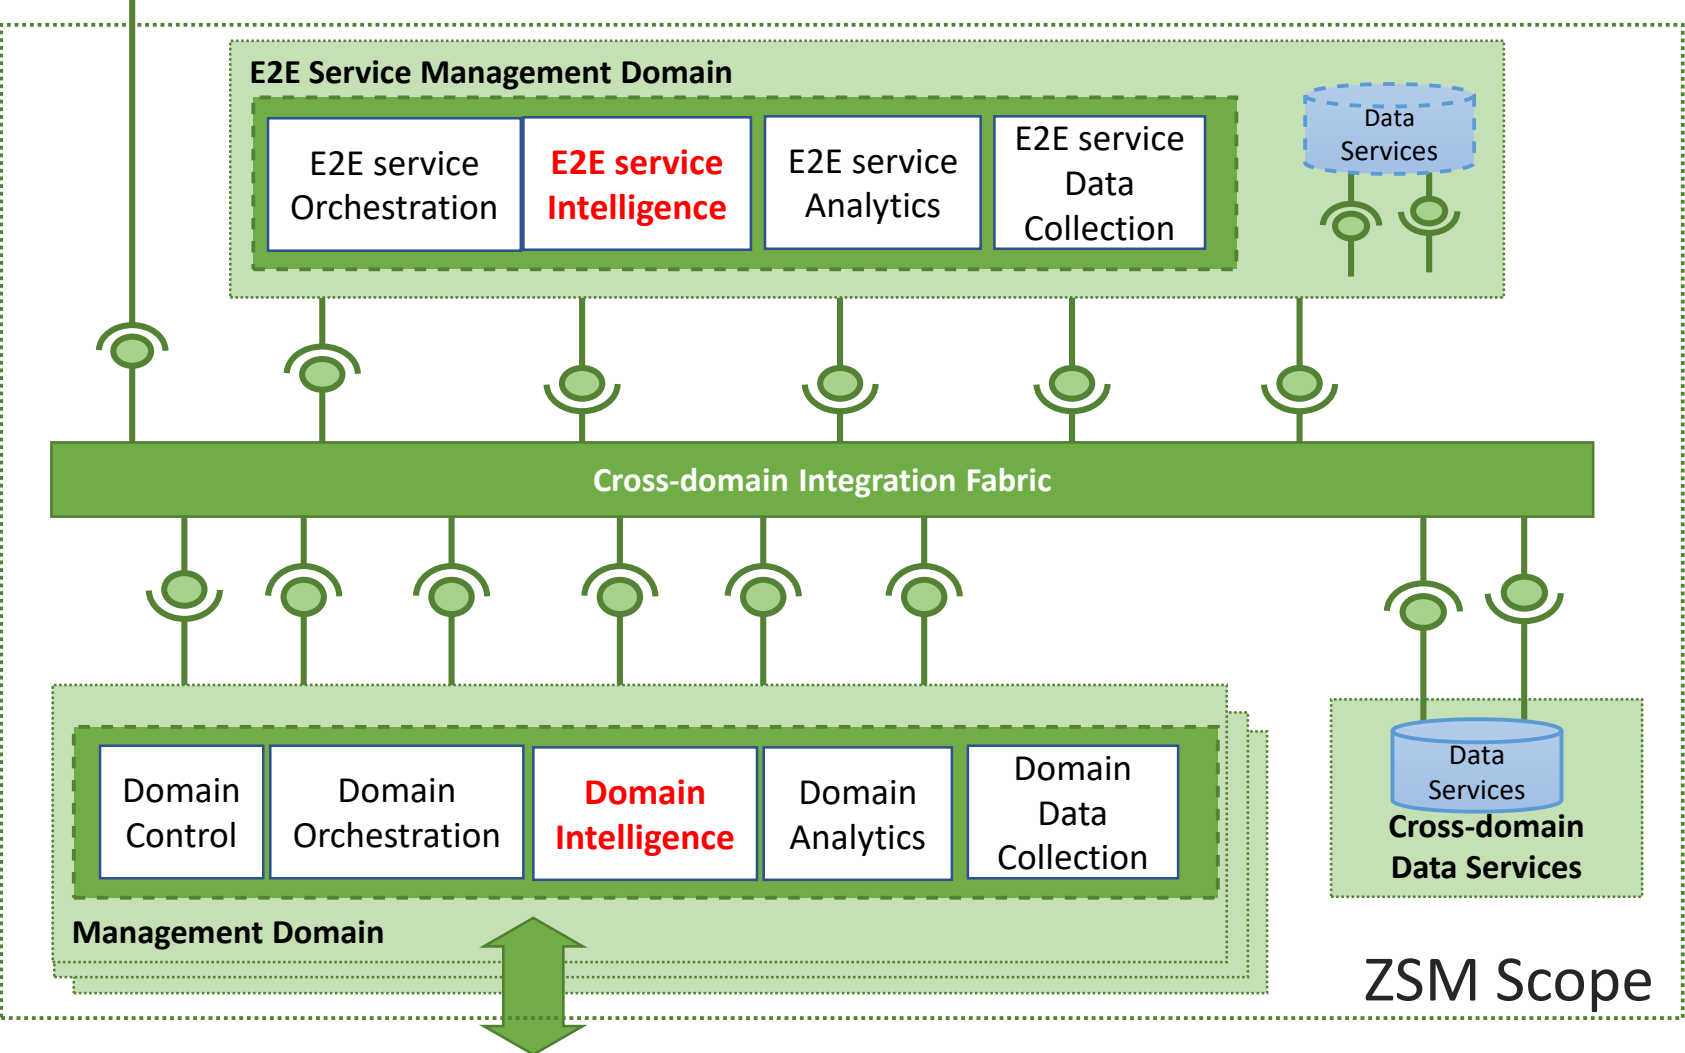 E2E Service Management Domain
E2E service
Orchestration
E2E service
Intelligence
E2E service
Analytics
E2E service
Data
Collection
Data
Services
Cross-domain Integration Fabric
Domain
Control
Domain
Orchestration
Domain
Intelligence
Domain
Analytics
Domain
Data
Collection
Management Domain
Data
Services
Cross-domain
Data Services
ZSM Scope